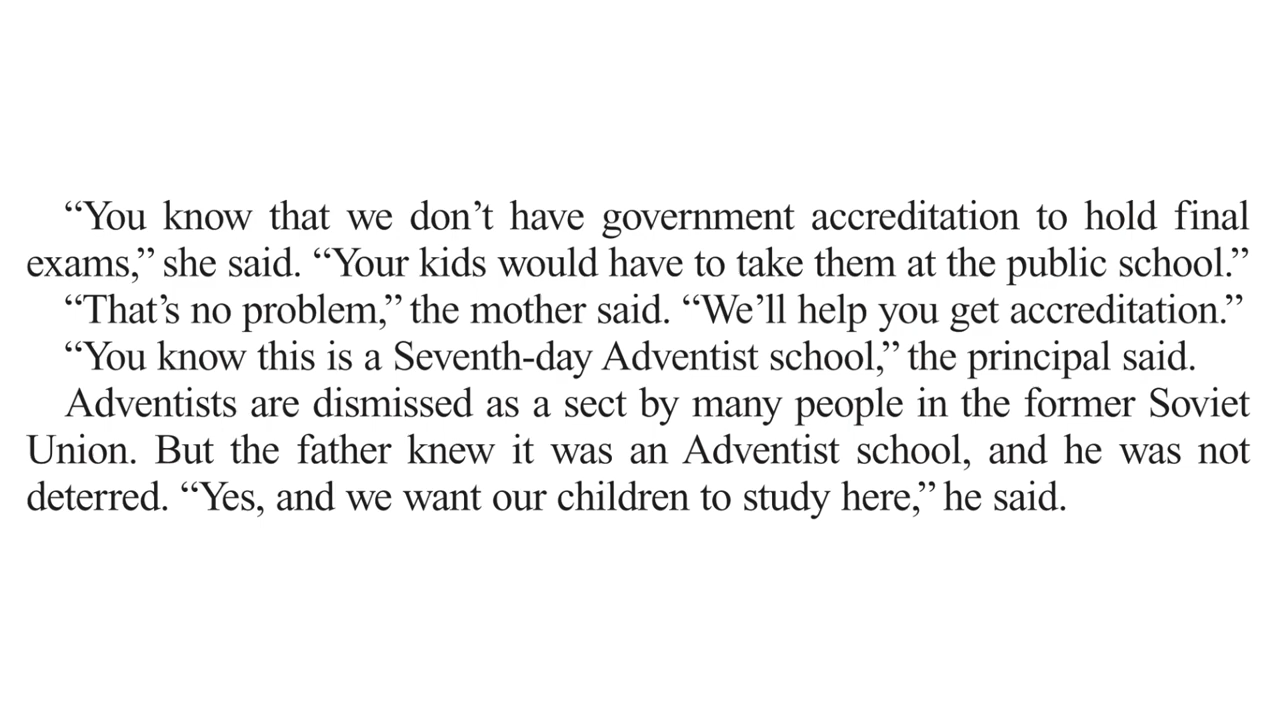 “You know that we don’t have government accreditation to hold final
exams,” she said. “Your kids would have to take them at the public school.”
“That’s no problem,” the mother said. “We’ll help you get accreditation.”
“You know this is a Seventh-day Adventist school,” the principal said.
Adventists are dismissed as a sect by many people in the former Soviet
Union. But the father knew it was an Adventist school, and he was not
deterred. “Yes, and we want our children to study here,” he said.